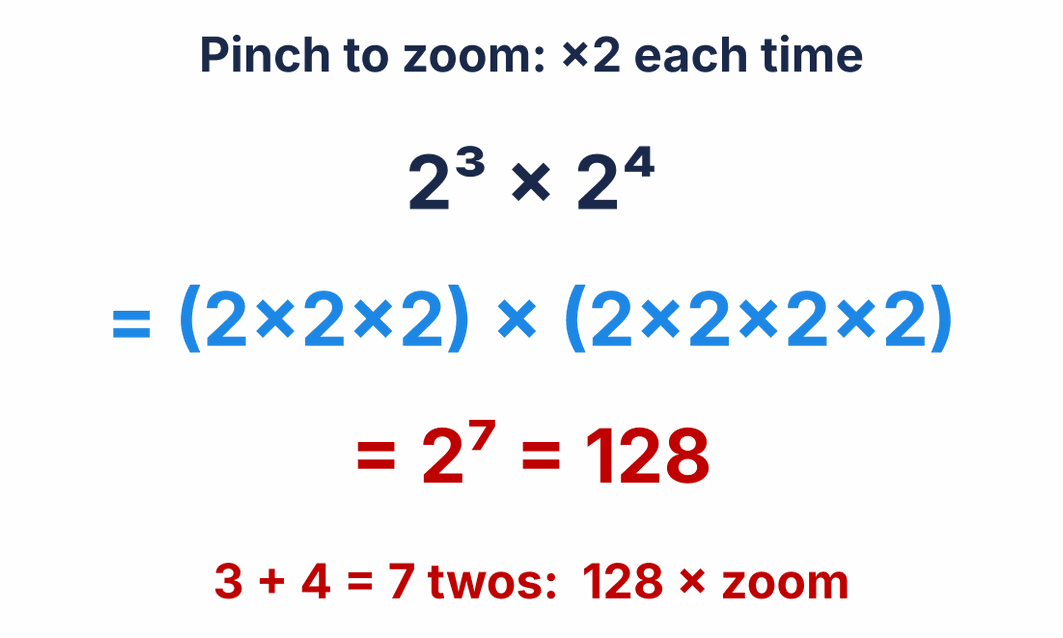 Pinch to zoom: ×2 each time
2³ × 2⁴
= (2×2×2) × (2×2×2×2)
= 2⁷ = 128
3 + 4 = 7 twos: 128 × zoom